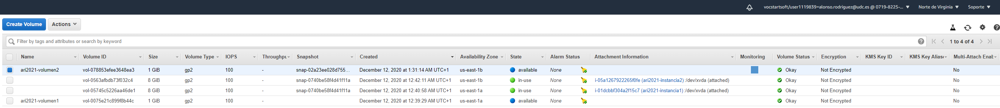 vocstartsoft/user1119839=alonso.rodriguez@udc.es @ 0719-8225-... Norte de Virginia Soporte
Create Volume Actions
Filter by tags and attributes or search by keyword 1 to 4 of 4
Name Volume ID Size Volume Type IOPS Throughpu Snapshot Created Availability Zone State Alarm Status Attachment Information Monitoring Volume Status Encryption KMS Key ID KMS Key Alias Multi-Attach Enab
ari2021-volumen2 vol-078853efee3648ea3 1 GiB gp2 100 - snap-02a23ee028d755... December 12, 2020 at 1:31:14 AM UTC+1 us-east-1b available None Okay Not Encrypted No
vol-0563afbdb73f032c4 8 GiB gp2 100 - snap-0740be58f4d41f11a December 12, 2020 at 12:42:11 AM UTC+1 us-east-1b in-use None i-05a1267922265f0fe (ari2021-instancia2):/dev/xvda (attached) Okay Not Encrypted No
vol-05745c5226aa46de1 8 GiB gp2 100 - snap-0740be58f4d41f11a December 12, 2020 at 12:40:58 AM UTC+1 us-east-1a in-use None i-01dcbbf304a2f15c7 (ari2021-instancia1):/dev/xvda (attached) Okay Not Encrypted No
ari2021-volumen1 vol-0075e21c899f8b44c 1 GiB gp2 100 - December 12, 2020 at 12:39:29 AM UTC+1 us-east-1a available None Okay Not Encrypted No